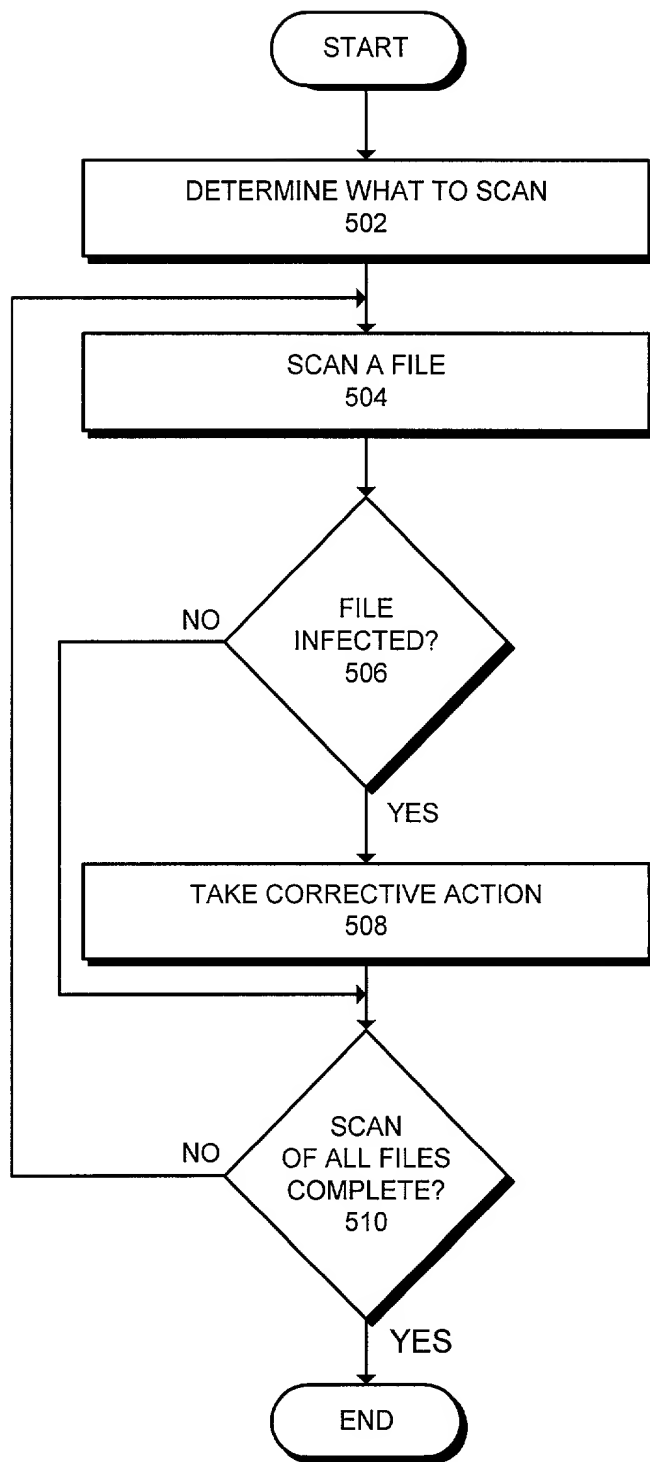 START
DETERMINE WHAT TO SCAN
502
SCAN A FILE
504
NO
FILE
INFECTED?
506
YES
TAKE CORRECTIVE ACTION
508
NO
SCAN
OF ALL FILES
COMPLETE?
510
YES
END